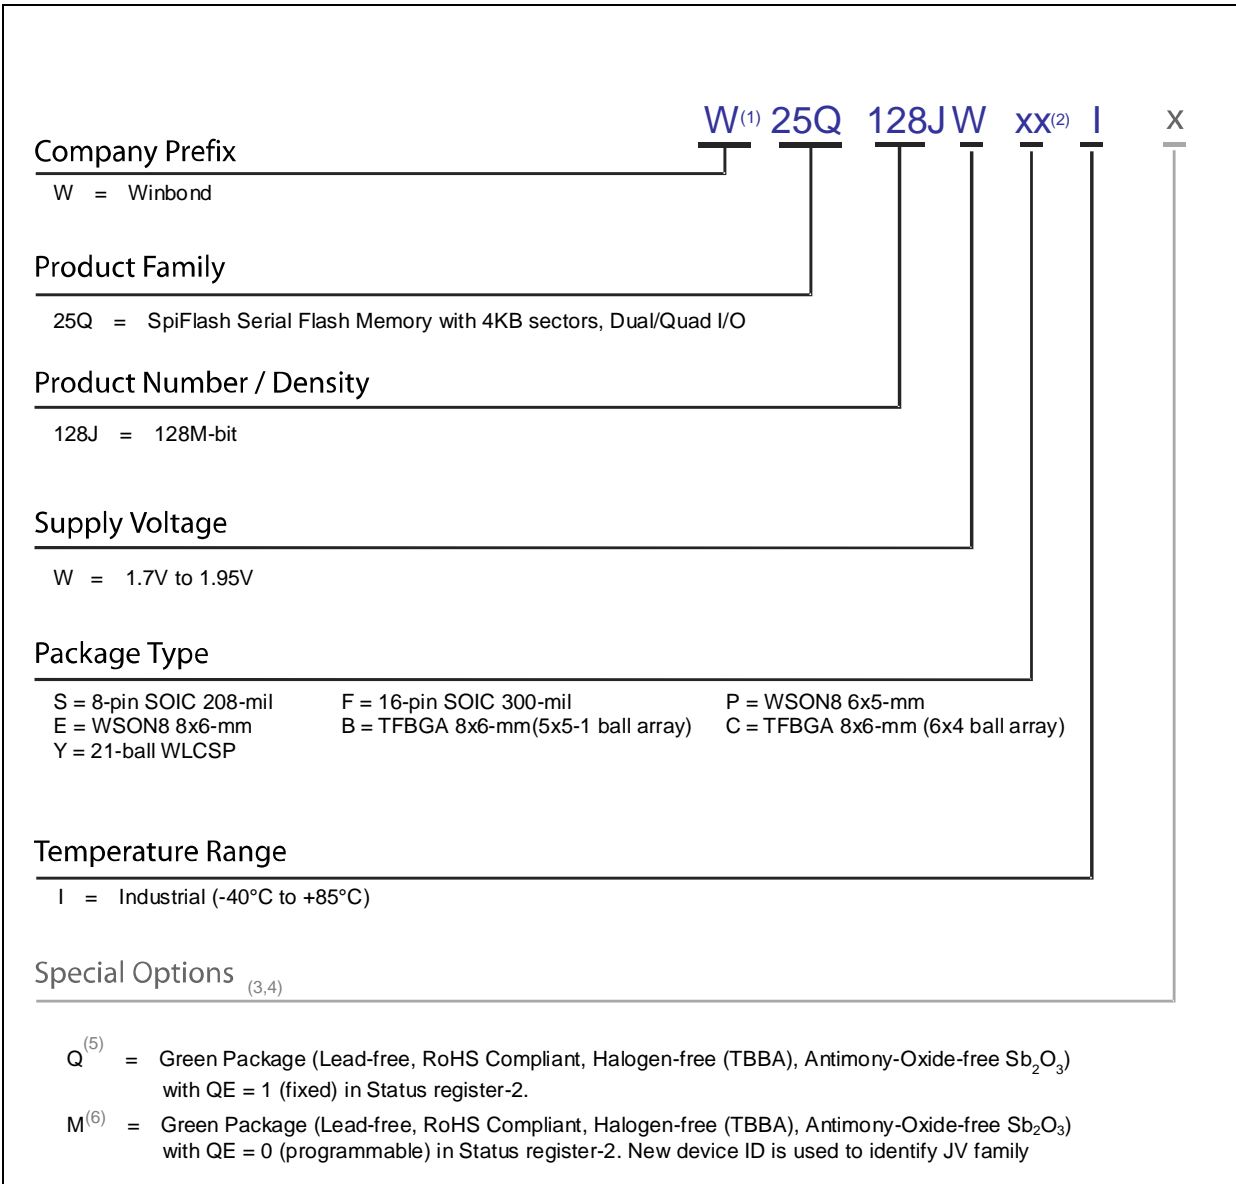 W(1) 25Q 128J W xx(2) I x
Company Prefix
W = Winbond
Product Family
25Q = SpiFlash Serial Flash Memory with 4KB sectors, Dual/Quad I/O
Product Number / Density
128J = 128M-bit
Supply Voltage
W = 1.7V to 1.95V
Package Type
S = 8-pin SOIC 208-mil F = 16-pin SOIC 300-mil P = WSON8 6x5-mm
E = WSON8 8x6-mm B = TFBGA 8x6-mm(5x5-1 ball array) C = TFBGA 8x6-mm (6x4 ball array)
Y = 21-ball WLCSP
Temperature Range
I = Industrial (-40°C to +85°C)
Special Options (3,4)
Q(5) = Green Package (Lead-free, RoHS Compliant, Halogen-free (TBBA), Antimony-Oxide-free Sb2O3)
with QE = 1 (fixed) in Status register-2.
M(6) = Green Package (Lead-free, RoHS Compliant, Halogen-free (TBBA), Antimony-Oxide-free Sb2O3)
with QE = 0 (programmable) in Status register-2. New device ID is used to identify JV family